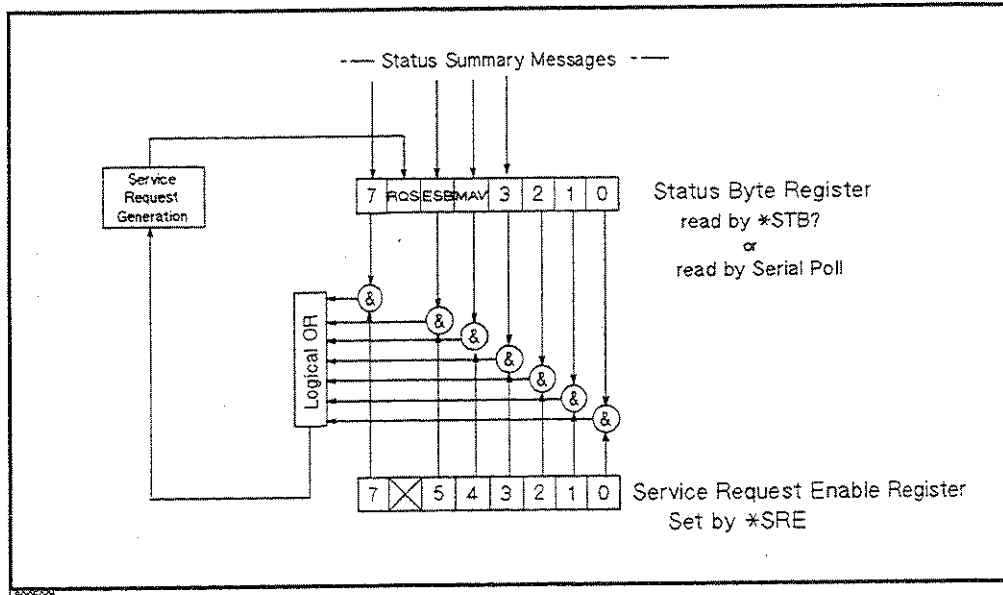 Status Summary Messages
Service
Request
Generation
7 RQS ESB MAV 3 2 1 0
Status Byte Register
read by *STB?
or
read by Serial Poll
&
&
&
&
&
&
&
Logical OR
7 5 4 3 2 1 0
Service Request Enable Register
Set by *SRE